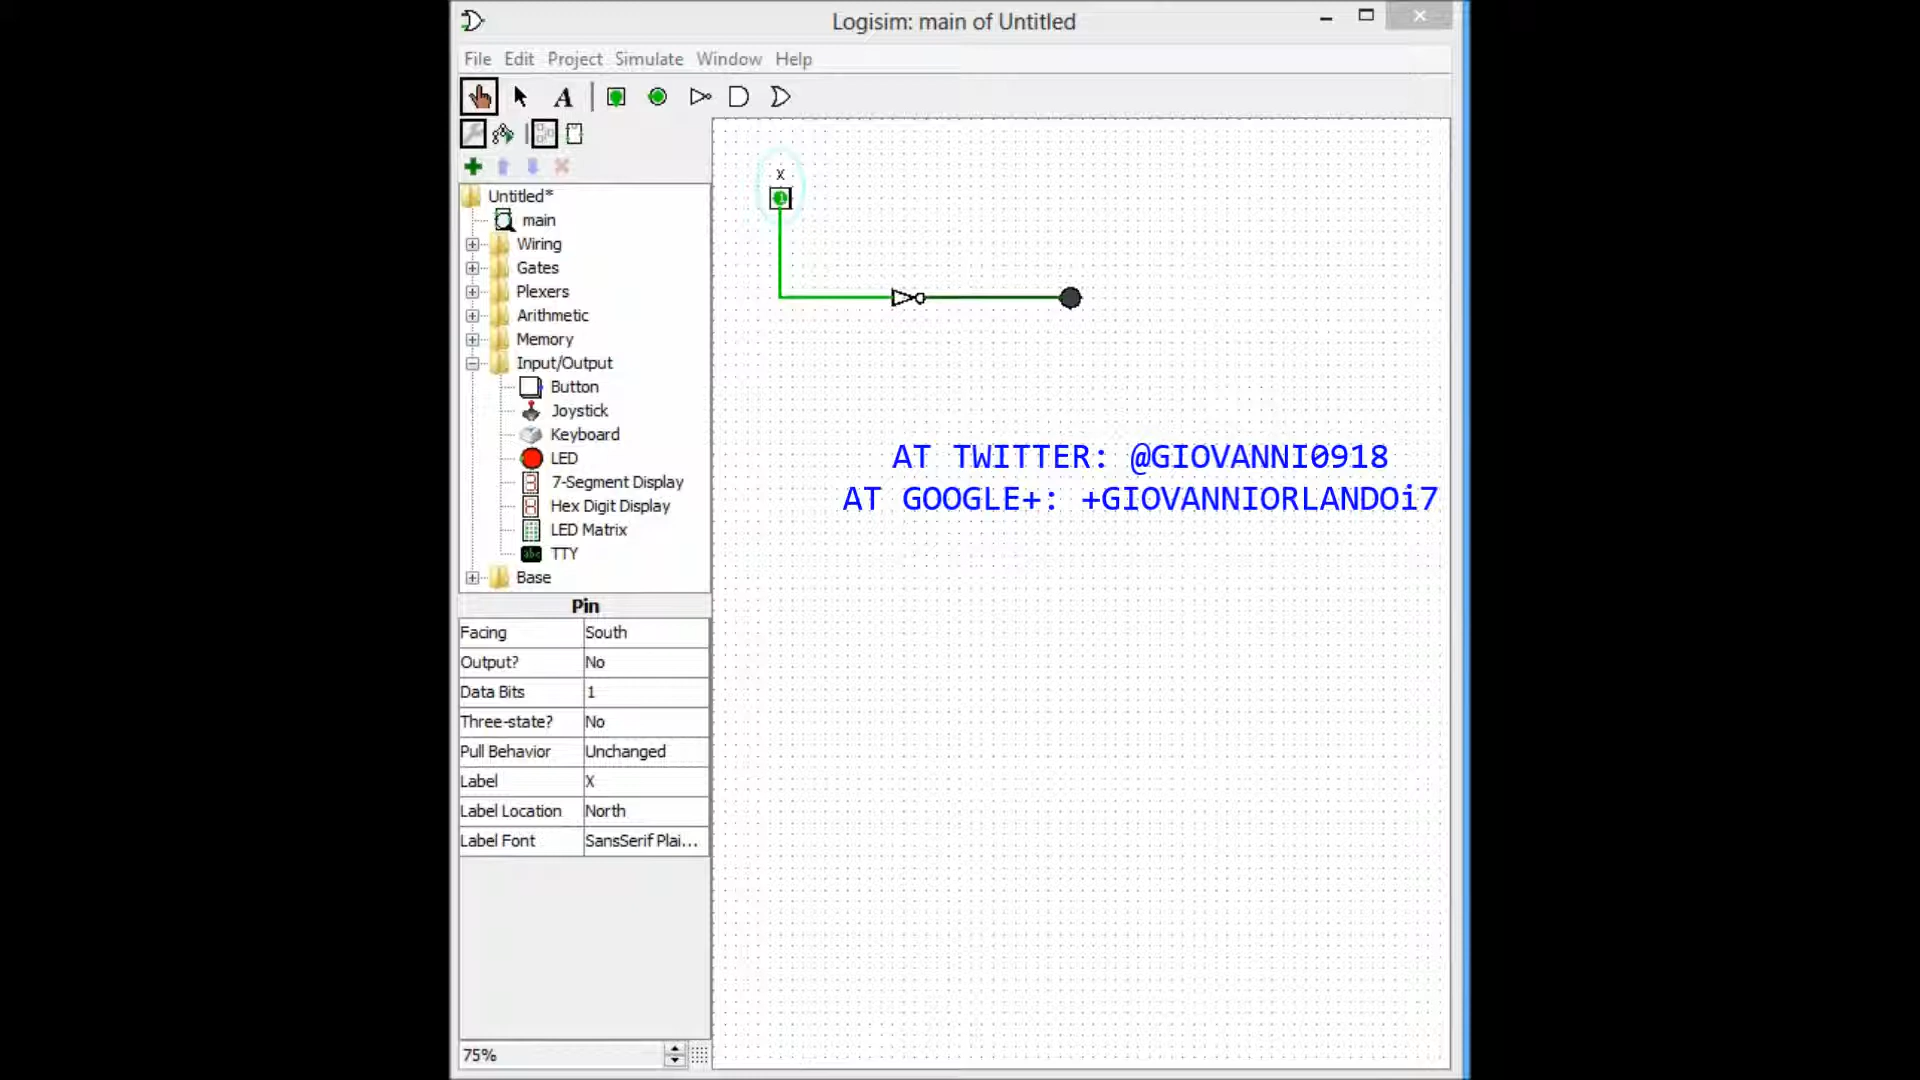 Logisim: main of Untitled
File Edit Project Simulate Window Help
A
Untitled*
main
Wiring
Gates
Plexers
Arithmetic
Memory
Input/Output
Button
Joystick
Keyboard
LED
7-Segment Display
Hex Digit Display
LED Matrix
abc TTY
Base
Pin
Facing South
Output? No
Data Bits 1
Three-state? No
Pull Behavior Unchanged
Label X
Label Location North
Label Font SansSerif Plai...
75%
X
1
AT TWITTER: @GIOVANNI0918
AT GOOGLE+: +GIOVANNIORLANDOi7